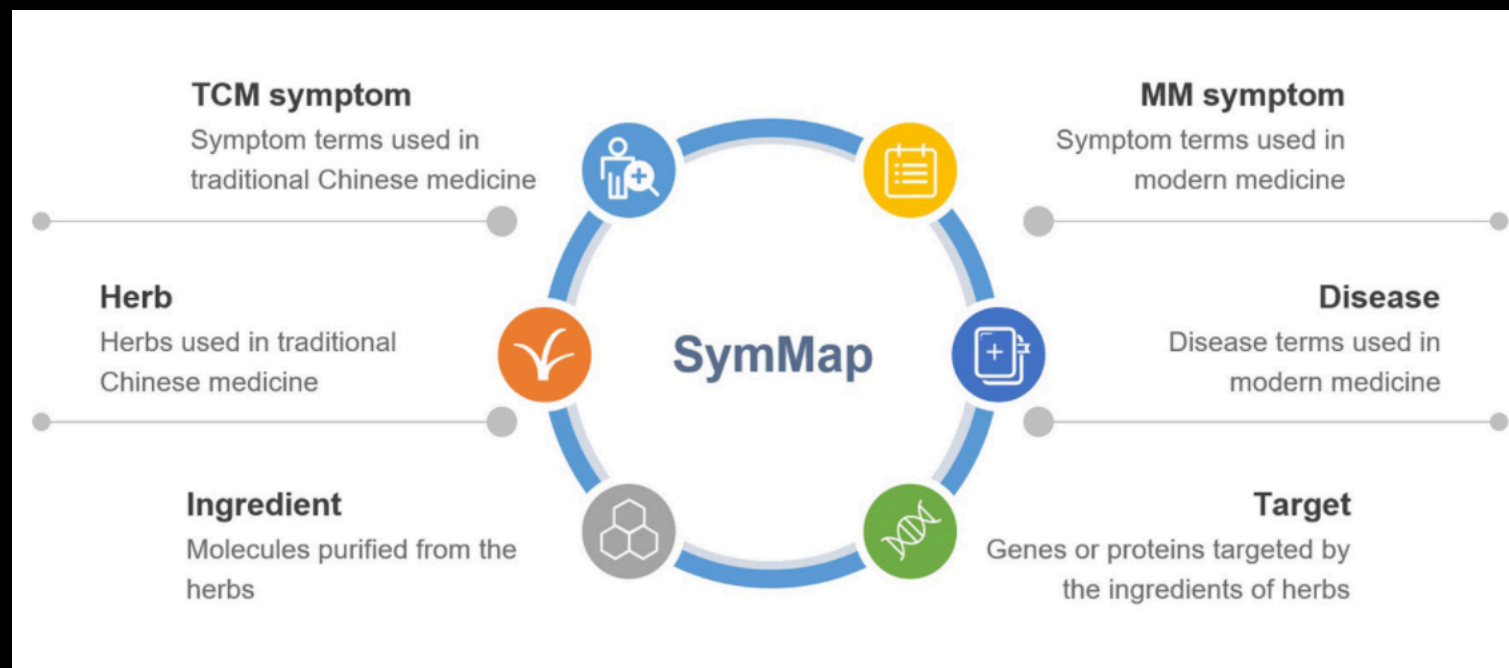 TCM symptom
Symptom terms used in
traditional Chinese medicine
Herb
Herbs used in traditional
Chinese medicine
Ingredient
Molecules purified from the
herbs
SymMap
MM symptom
Symptom terms used in
modern medicine
Disease
Disease terms used in
modern medicine
Target
Genes or proteins targeted by
the ingredients of herbs